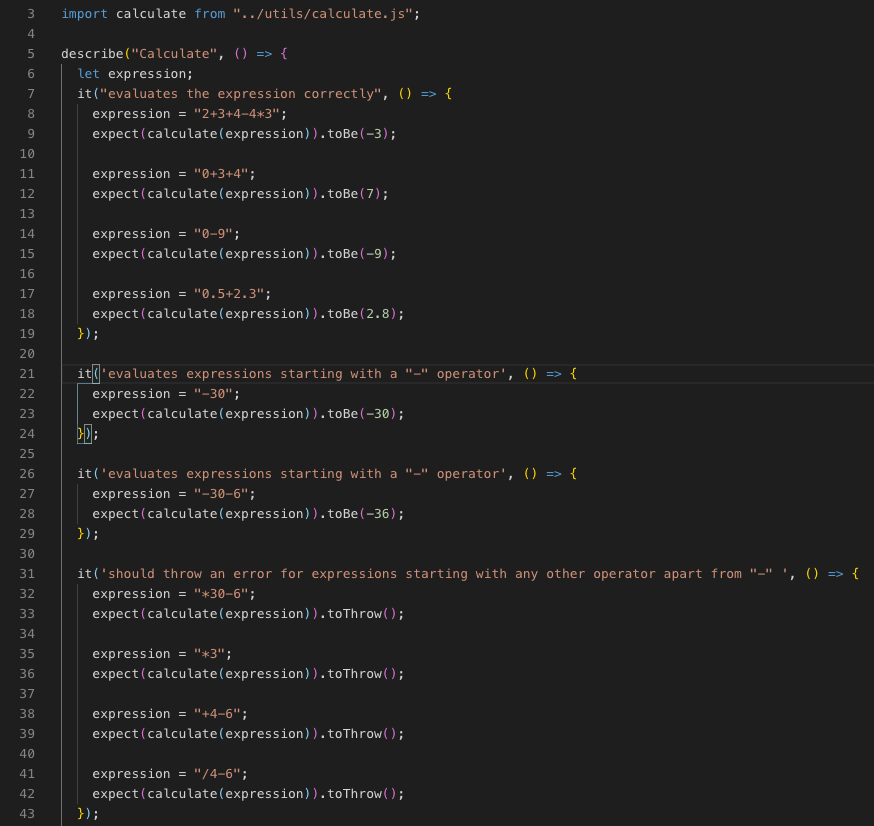 3 import calculate from "../utils/calculate.js";
4
5 describe("Calculate", () => {
6 let expression;
7 it("evaluates the expression correctly", () => {
8 expression = "2+3+4-4*3";
9 expect(calculate(expression)).toBe(-3);
10
11 expression = "0+3+4";
12 expect(calculate(expression)).toBe(7);
13
14 expression = "0-9";
15 expect(calculate(expression)).toBe(-9);
16
17 expression = "0.5+2.3";
18 expect(calculate(expression)).toBe(2.8);
19 });
20
21 it('evaluates expressions starting with a "-" operator', () => {
22 expression = "-30";
23 expect(calculate(expression)).toBe(-30);
24 });
25
26 it('evaluates expressions starting with a "-" operator', () => {
27 expression = "-30-6";
28 expect(calculate(expression)).toBe(-36);
29 });
30
31 it('should throw an error for expressions starting with any other operator apart from "-" ', () => {
32 expression = "*30-6";
33 expect(calculate(expression)).toThrow();
34
35 expression = "*3";
36 expect(calculate(expression)).toThrow();
37
38 expression = "+4-6";
39 expect(calculate(expression)).toThrow();
40
41 expression = "/4-6";
42 expect(calculate(expression)).toThrow();
43 });